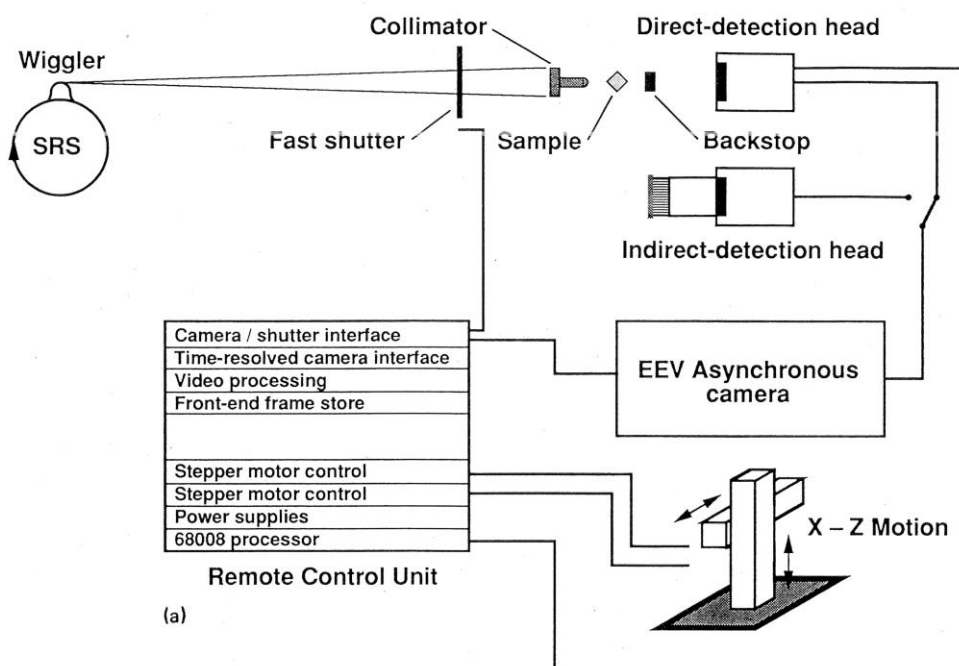 Collimator
Direct-detection head
Wiggler
SRS
Fast shutter
Sample
Backstop
Indirect-detection head
Camera / shutter interface
Time-resolved camera interface
Video processing
Front-end frame store
EEV Asynchronous
camera
Stepper motor control
Stepper motor control
Power supplies
68008 processor
X – Z Motion
Remote Control Unit
(a)